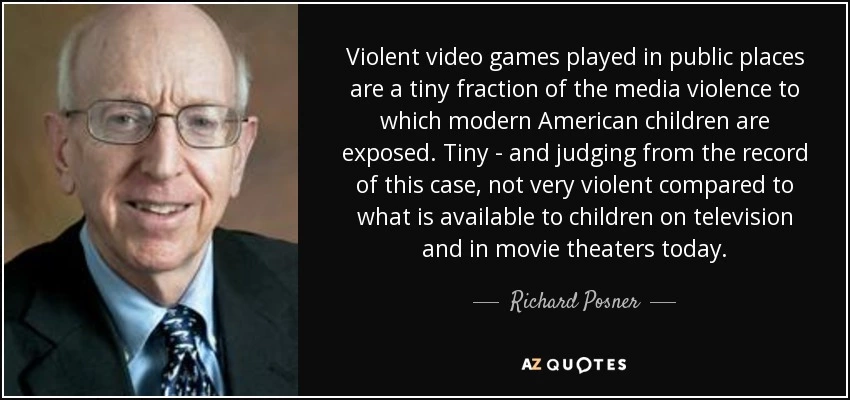 Violent video games played in public places
are a tiny fraction of the media violence to
which modern American children are
exposed. Tiny - and judging from the record
of this case, not very violent compared to
what is available to children on television
and in movie theaters today.
Richard Posner
AZ QUOTES